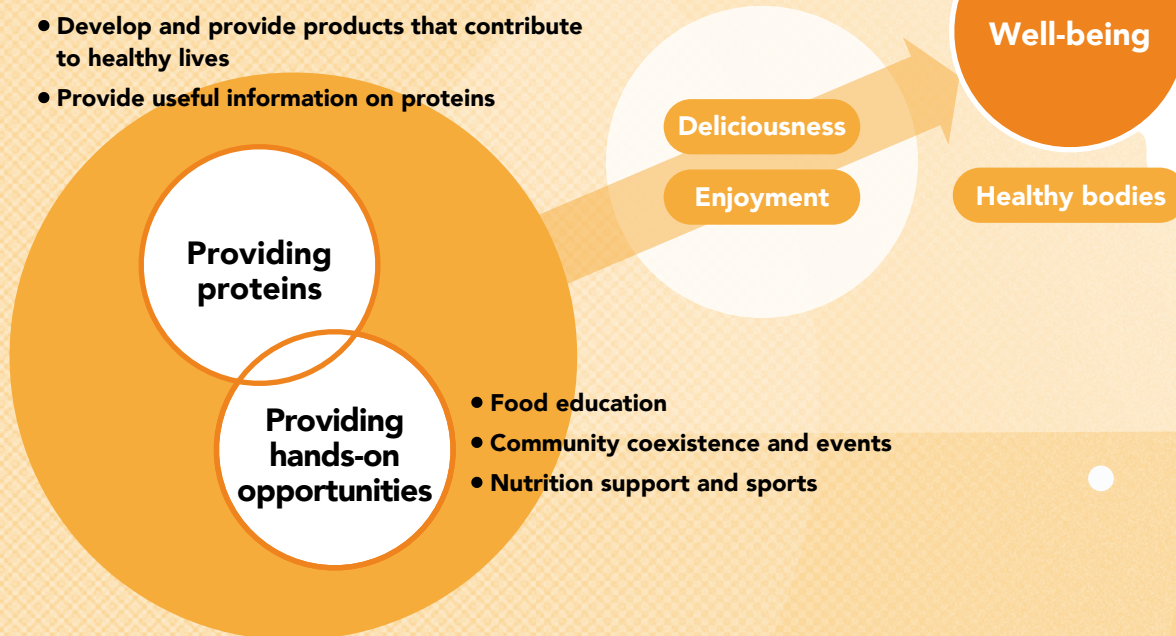 • Develop and provide products that contribute
to healthy lives
• Provide useful information on proteins
Well-being
Deliciousness
Enjoyment
Healthy bodies
Providing
proteins
Providing
hands-on
opportunities
• Food education
• Community coexistence and events
• Nutrition support and sports